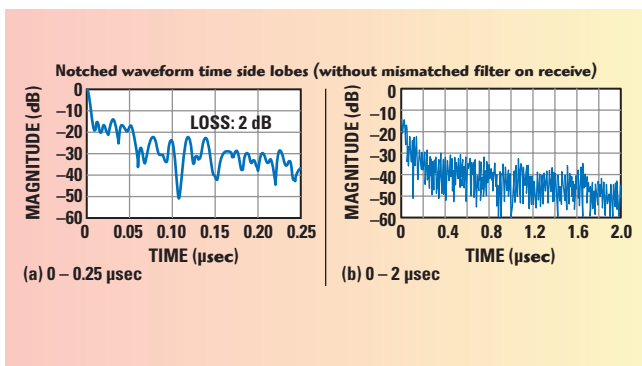 Notched waveform time side lobes (without mismatched filter on receive)
MAGNITUDE (dB)
0
–10
–20
–30
–40
–50
–60
LOSS: 2 dB
0 0.05 0.10 0.15 0.20 0.25
TIME (µsec)
(a) 0 – 0.25 µsec
MAGNITUDE (dB)
0
–10
–20
–30
–40
–50
–60
0 0.4 0.8 1.2 1.6 2.0
TIME (µsec)
(b) 0 – 2 µsec